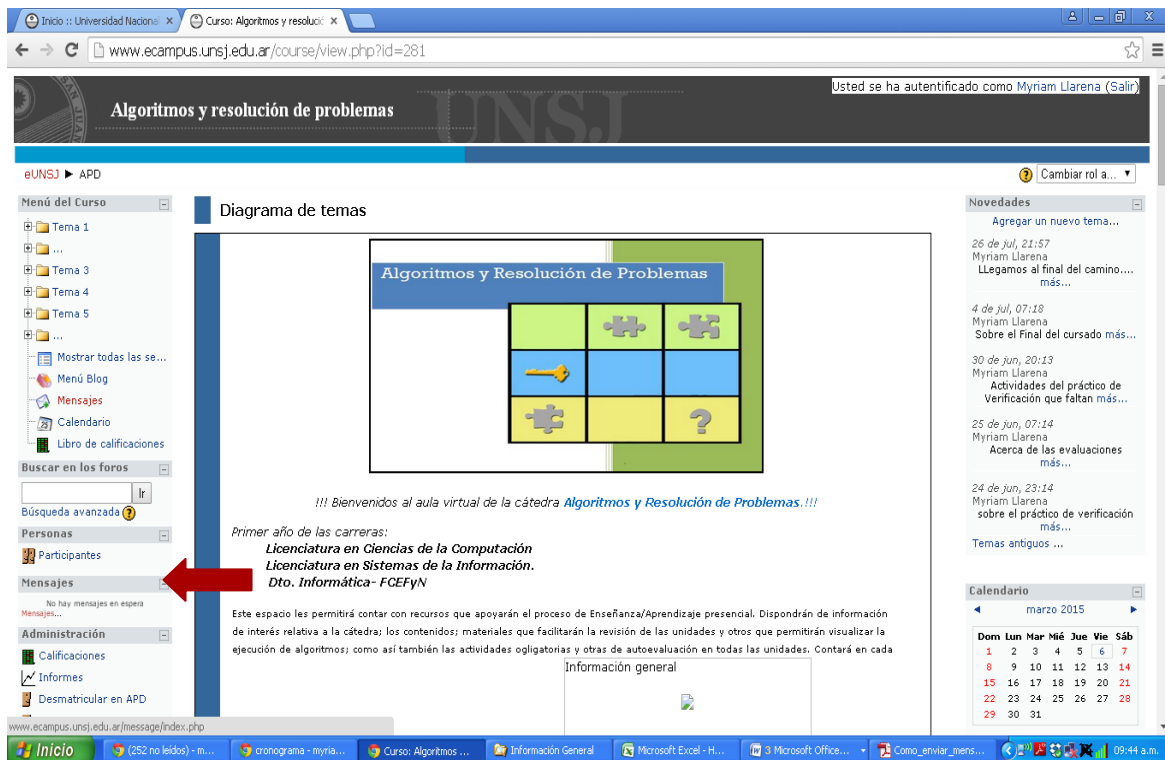 Inicio :: Universidad Nacional
Curso: Algoritmos y resolució
www.ecampus.unsj.edu.ar/course/view.php?id=281
Usted se ha autentificado como Myriam Llarena (Salir)
SAN JUAN
Algoritmos y resolución de problemas
UNSJ
eUNSJ ► APD
Cambiar rol a...
Menú del Curso
Tema 1
...
Tema 3
Tema 4
Tema 5
...
Mostrar todas las se...
Menú Blog
Mensajes
Calendario
Libro de calificaciones
Buscar en los foros
Ir
Búsqueda avanzada
Personas
Participantes
Mensajes
No hay mensajes en espera
Mensajes...
Administración
Calificaciones
Informes
Desmatricular en APD
Diagrama de temas
Algoritmos y Resolución de Problemas
?
!!! Bienvenidos al aula virtual de la cátedra Algoritmos y Resolución de Problemas.!!!
Primer año de las carreras:
Licenciatura en Ciencias de la Computación
Licenciatura en Sistemas de la Información.
Dto. Informática- FCEFyN
Este espacio les permitirá contar con recursos que apoyarán el proceso de Enseñanza/Aprendizaje presencial. Dispondrán de información
de interés relativa a la cátedra; los contenidos; materiales que facilitarán la revisión de las unidades y otros que permitirán visualizar la
ejecución de algoritmos; como así también las actividades ogligatorias y otras de autoevaluación en todas las unidades. Contará en cada
Información general
Novedades
Agregar un nuevo tema...
26 de jul, 21:57
Myriam Llarena
LLegamos al final del camino....
más...
4 de jul, 07:18
Myriam Llarena
Sobre el Final del cursado más...
30 de jun, 20:13
Myriam Llarena
Actividades del práctico de
Verificación que faltan más...
25 de jun, 07:14
Myriam Llarena
Acerca de las evaluaciones
más...
24 de jun, 23:14
Myriam Llarena
sobre el práctico de verificación
más...
Temas antiguos ...
Calendario
◄ marzo 2015 ►
Dom Lun Mar Mié Jue Vie Sáb
1 2 3 4 5 6 7
8 9 10 11 12 13 14
15 16 17 18 19 20 21
22 23 24 25 26 27 28
29 30 31
www.ecampus.unsj.edu.ar/message/index.php
Inicio
(252 no leídos) - m...
cronograma - myria...
Curso: Algoritmos ...
Información General
Microsoft Excel - H...
3 Microsoft Office...
Como_enviar_mens...
09:44 a.m.